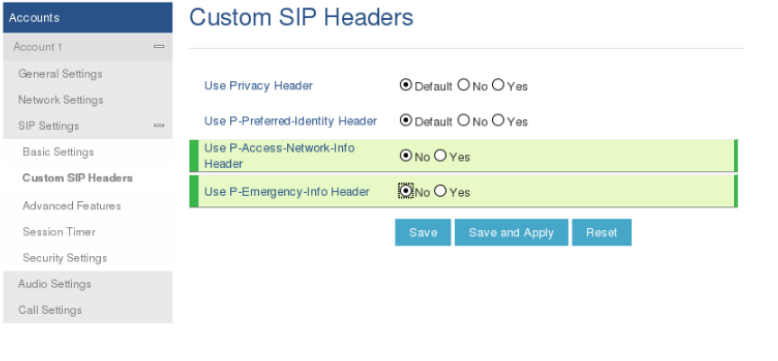 Accounts
Account 1
General Settings
Network Settings
SIP Settings
Basic Settings
Custom SIP Headers
Advanced Features
Session Timer
Security Settings
Audio Settings
Call Settings
Custom SIP Headers
Use Privacy Header Default No Yes
Use P-Preferred-Identity Header Default No Yes
Use P-Access-Network-Info
Header No Yes
Use P-Emergency-Info Header No Yes
Save Save and Apply Reset